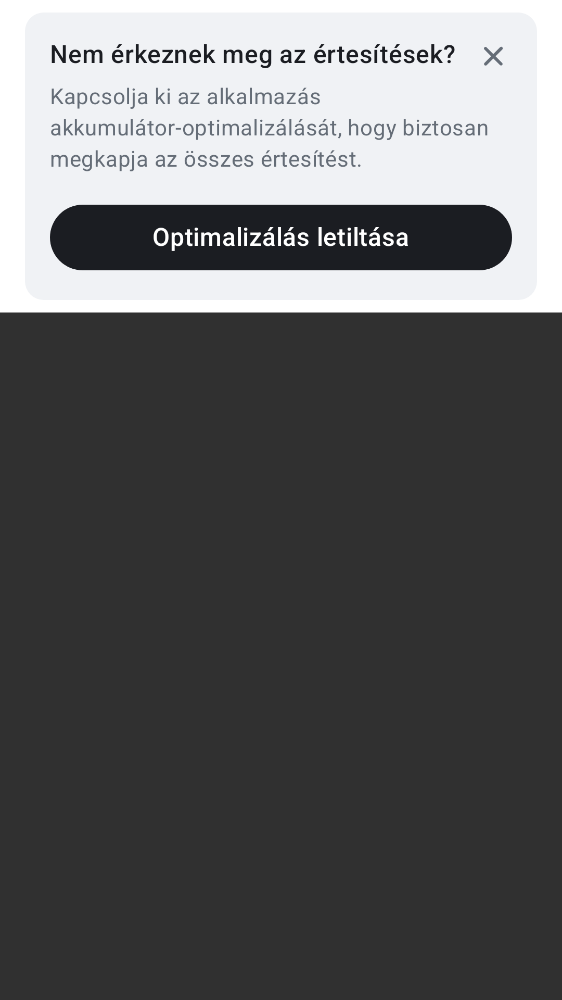 Nem érkeznek meg az értesítések?
Kapcsolja ki az alkalmazás
akkumulátor-optimalizálását, hogy biztosan
megkapja az összes értesítést.
Optimalizálás letiltása